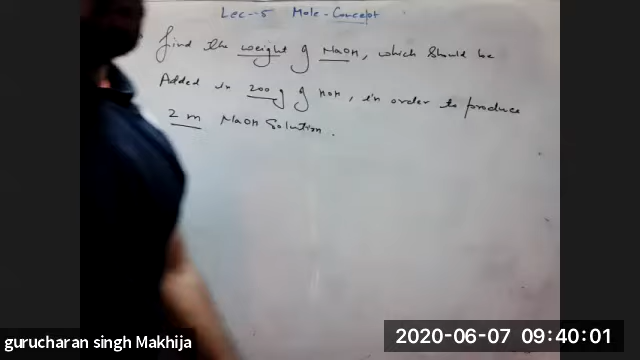 Lec--5 Mole-Concept
find the weight of NaOH, which should be
Added in 200 g of HOH, in order to produce
2 m NaOH Solution.
gurucharan singh Makhija
2020-06-07 09:40:01